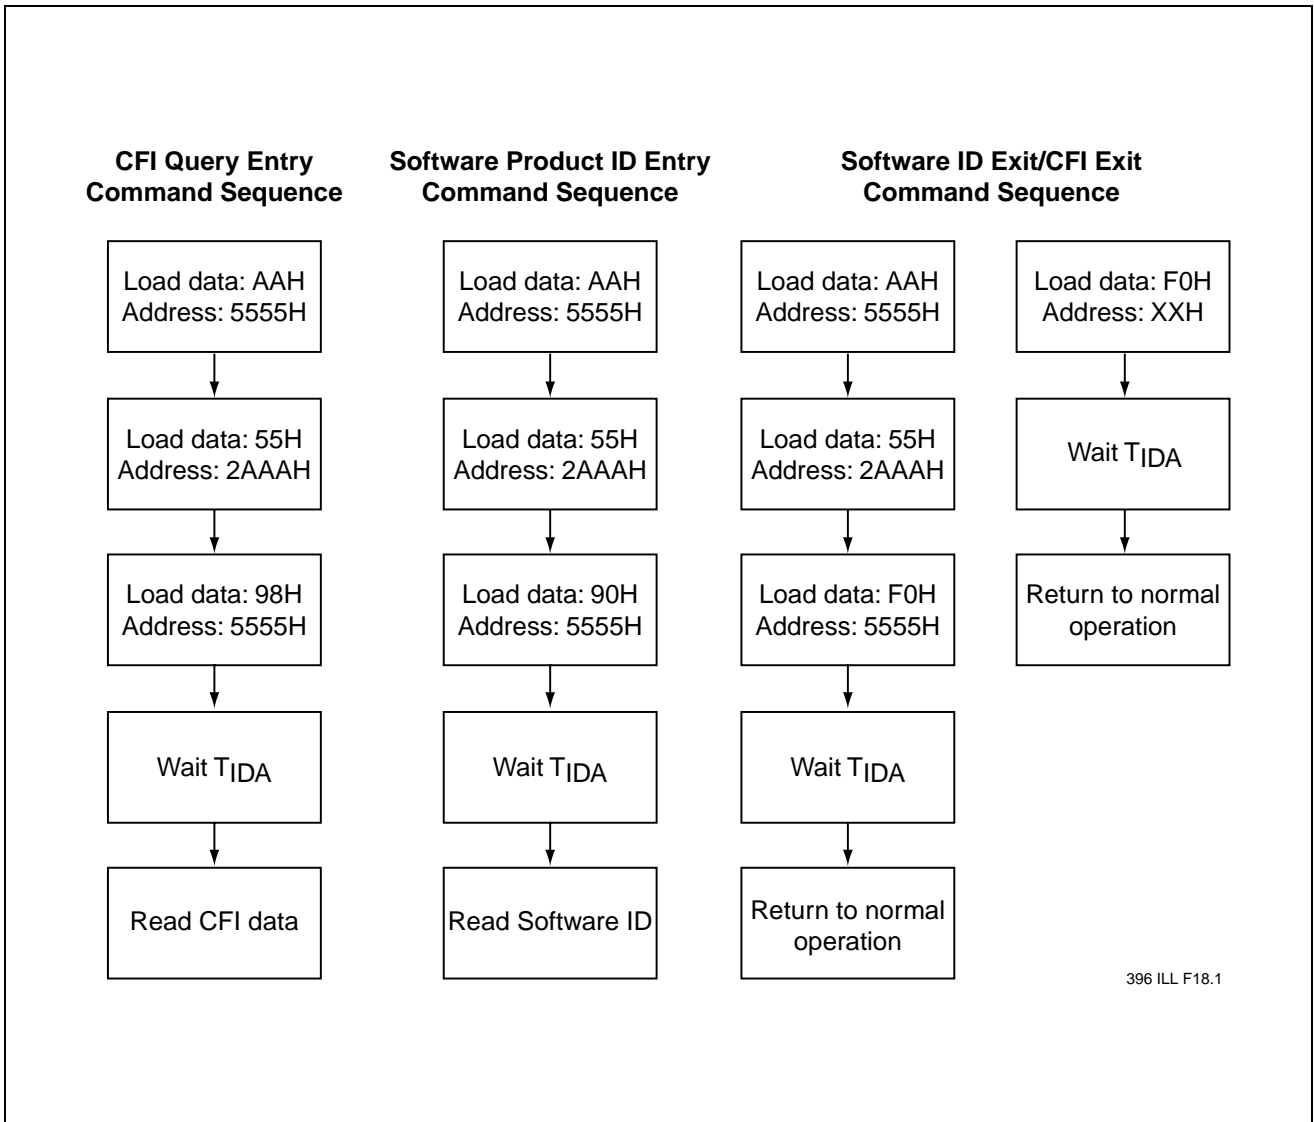 CFI Query Entry
Command Sequence
Load data: AAH
Address: 5555H
Load data: 55H
Address: 2AAAH
Load data: 98H
Address: 5555H
Wait TIDA
Read CFI data
Software Product ID Entry
Command Sequence
Load data: AAH
Address: 5555H
Load data: 55H
Address: 2AAAH
Load data: 90H
Address: 5555H
Wait TIDA
Read Software ID
Software ID Exit/CFI Exit
Command Sequence
Load data: AAH
Address: 5555H
Load data: 55H
Address: 2AAAH
Load data: F0H
Address: 5555H
Wait TIDA
Return to normal
operation
Load data: F0H
Address: XXH
Wait TIDA
Return to normal
operation
396 ILL F18.1